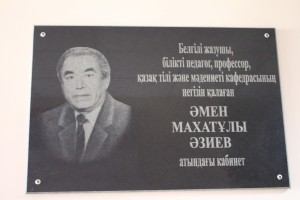 Белгілі жазушы,
білікті педагог, профессор,
қазақ тілі және мәдениеті кафедрасының
негізін қалаған
ӘМЕН
МАХАТҰЛЫ
ӘЗИЕВ
атындағы кабинет